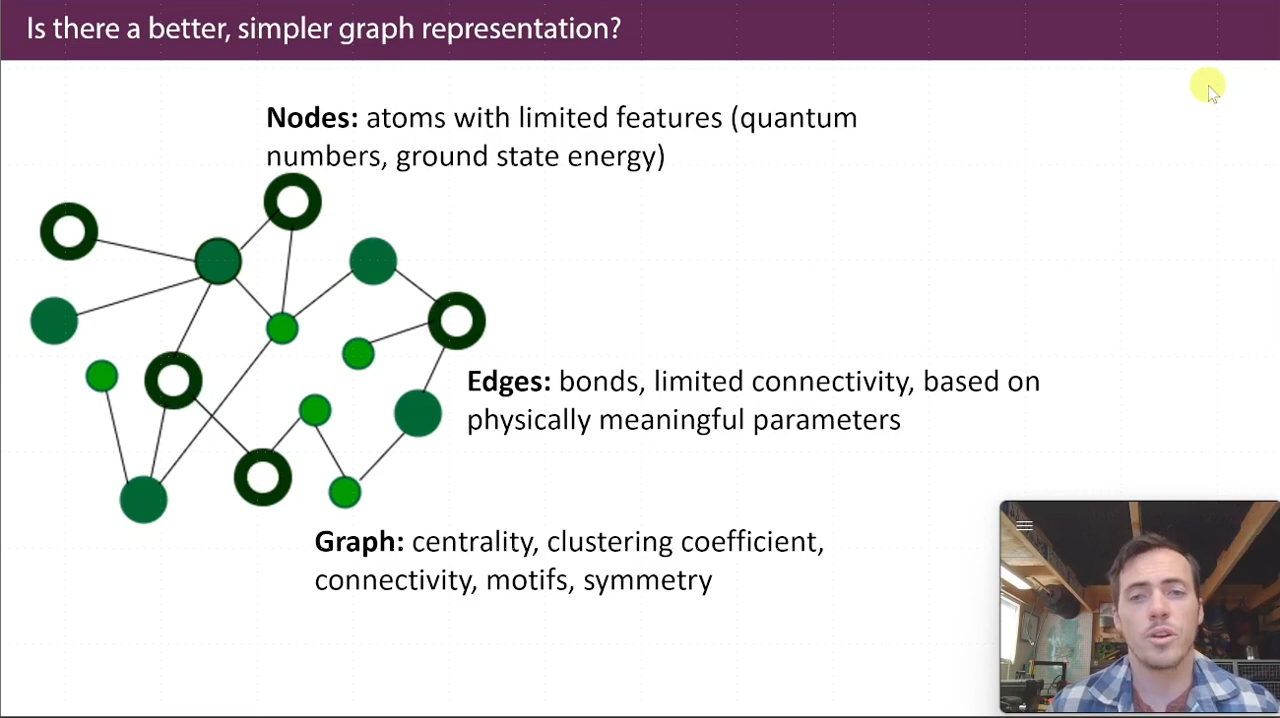 Is there a better, simpler graph representation?
Nodes: atoms with limited features (quantum
numbers, ground state energy)
Edges: bonds, limited connectivity, based on
physically meaningful parameters
Graph: centrality, clustering coefficient,
connectivity, motifs, symmetry